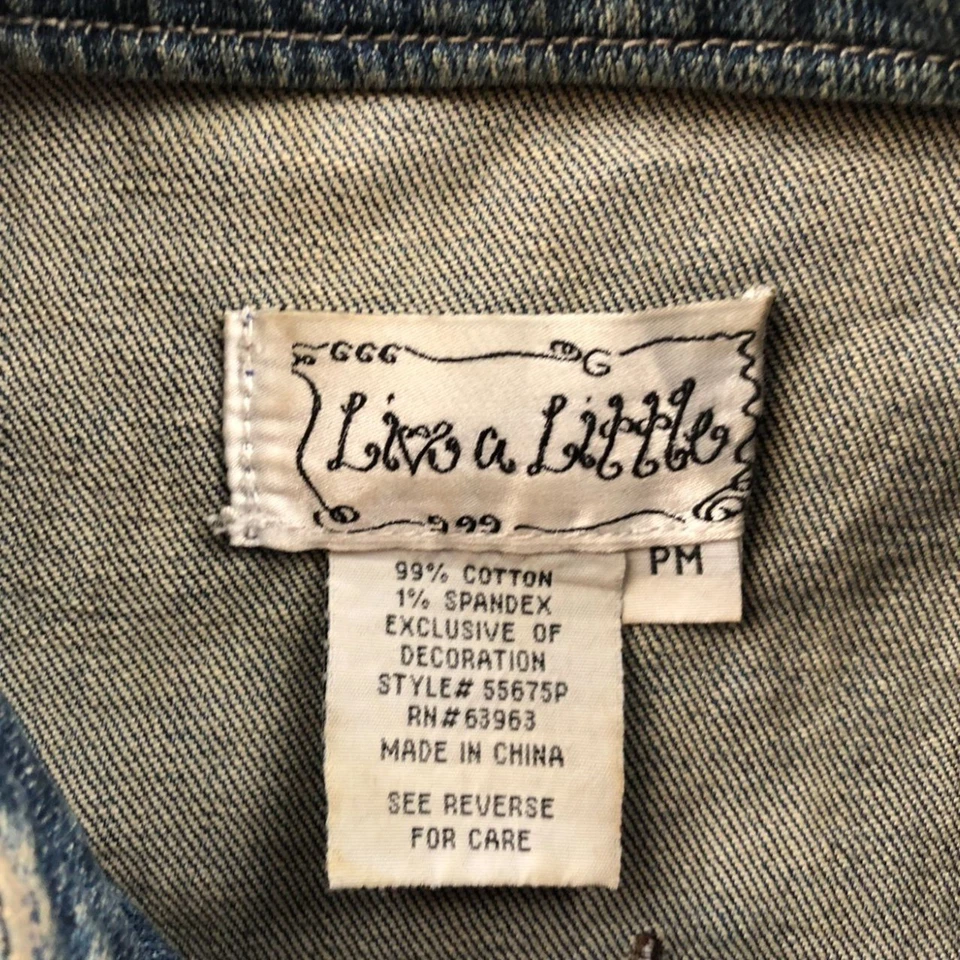 Live a Little
PM
99% COTTON
1% SPANDEX
EXCLUSIVE OF
DECORATION
STYLE# 55675P
RN#63963
MADE IN CHINA
SEE REVERSE
FOR CARE